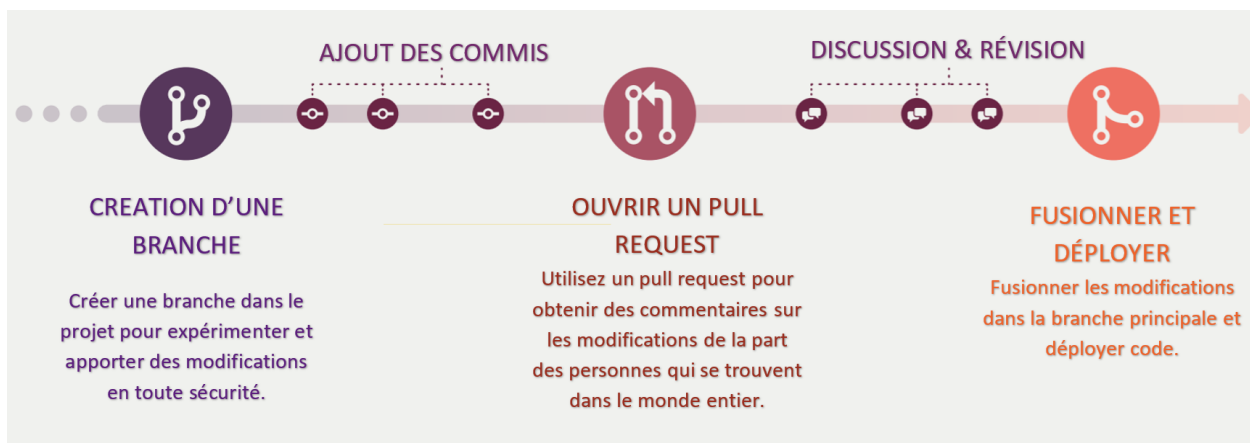 AJOUT DES COMMIS
DISCUSSION & RÉVISION
CREATION D’UNE
BRANCHE
Créer une branche dans le
projet pour expérimenter et
apporter des modifications
en toute sécurité.
OUVRIR UN PULL
REQUEST
Utilisez un pull request pour
obtenir des commentaires sur
les modifications de la part
des personnes qui se trouvent
dans le monde entier.
FUSIONNER ET
DÉPLOYER
Fusionner les modifications
dans la branche principale et
déployer code.